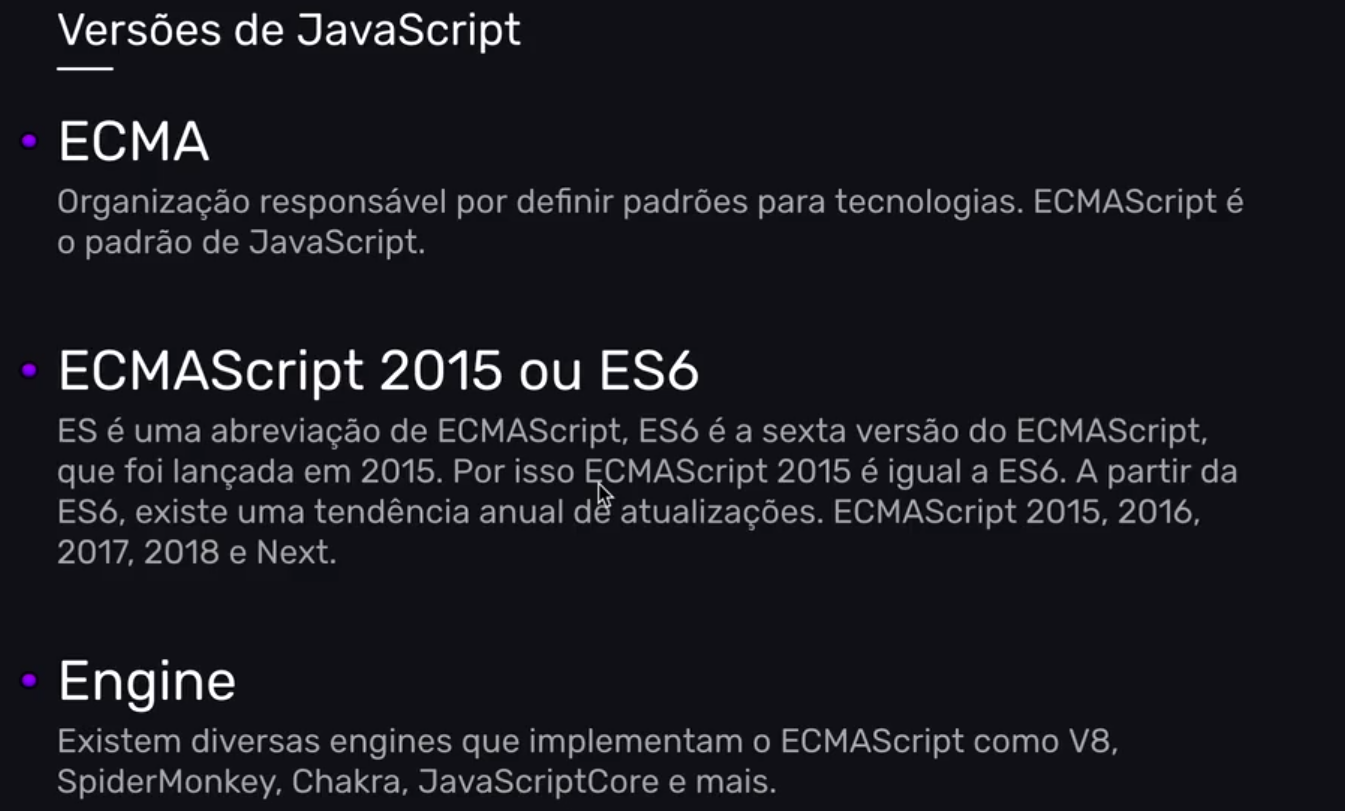 Versões de JavaScript
ECMA
Organização responsável por definir padrões para tecnologias. ECMAScript é
o padrão de JavaScript.
ECMAScript 2015 ou ES6
ES é uma abreviação de ECMAScript, ES6 é a sexta versão do ECMAScript,
que foi lançada em 2015. Por isso ECMAScript 2015 é igual a ES6. A partir da
ES6, existe uma tendência anual de atualizações. ECMAScript 2015, 2016,
2017, 2018 e Next.
Engine
Existem diversas engines que implementam o ECMAScript como V8,
SpiderMonkey, Chakra, JavaScriptCore e mais.